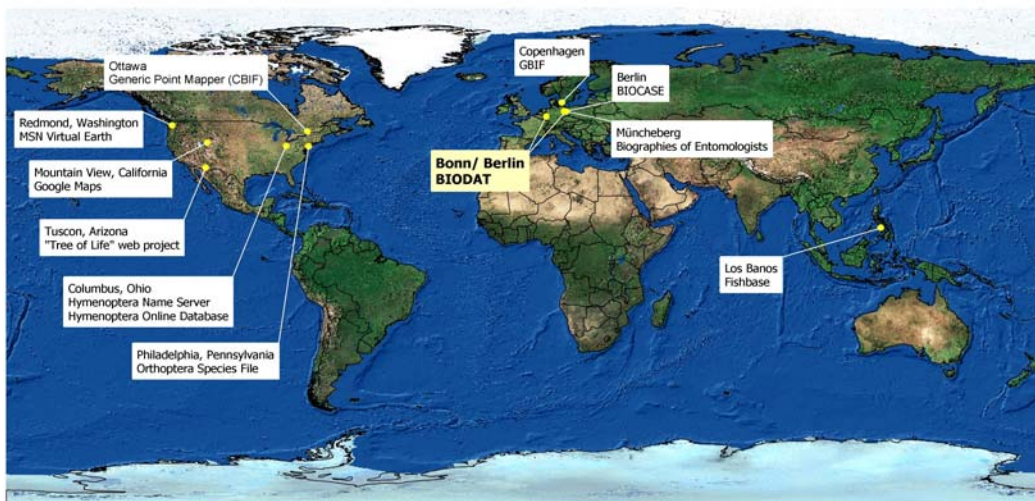 Ottawa
Generic Point Mapper (CBIF)
Redmond, Washington
MSN Virtual Earth
Mountain View, California
Google Maps
Tuscon, Arizona
"Tree of Life" web project
Columbus, Ohio
Hymenoptera Name Server
Hymenoptera Online Database
Philadelphia, Pennsylvania
Orthoptera Species File
Copenhagen
GBIF
Berlin
BIOCASE
Müncheberg
Biographies of Entomologists
Bonn/ Berlin
BIODAT
Los Banos
Fishbase